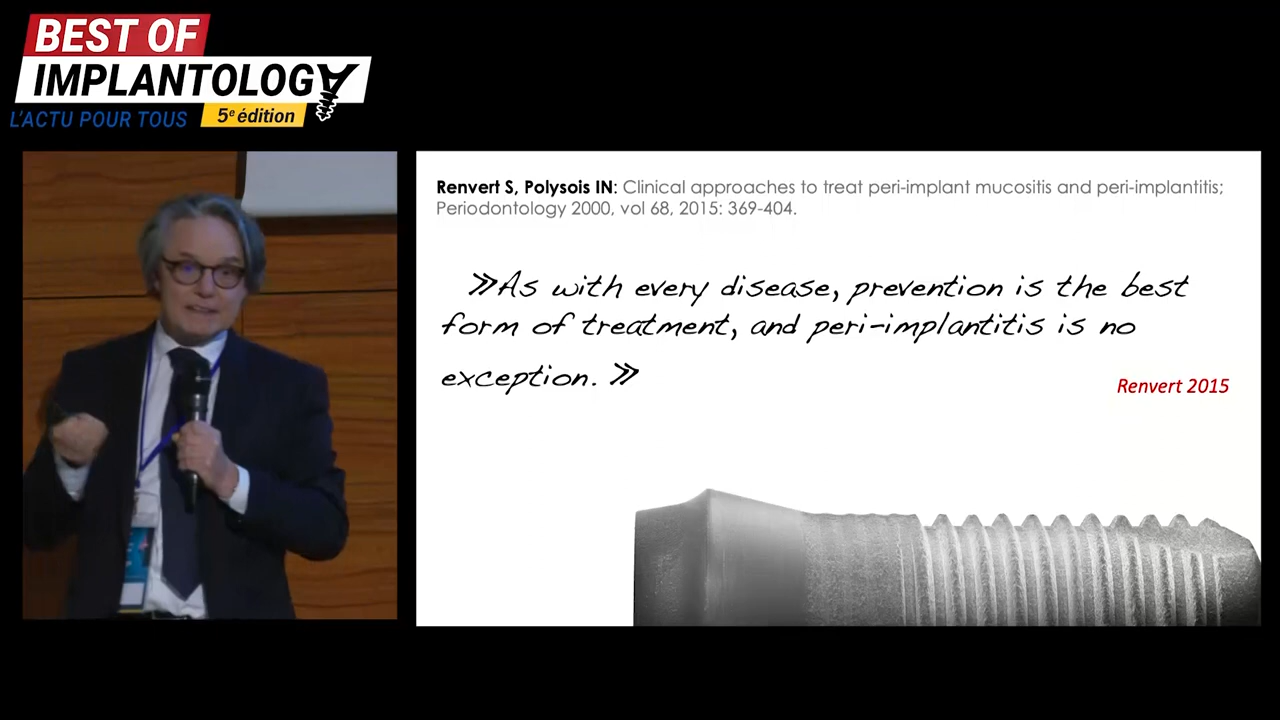 BEST OF
IMPLANTOLOGY
L'ACTU POUR TOUS
5e édition
Renvert S, Polysois IN: Clinical approaches to treat peri-implant mucositis and peri-implantitis;
Periodontology 2000, vol 68, 2015: 369-404.
»As with every disease, prevention is the best
form of treatment, and peri-implantitis is no
exception. »
Renvert 2015